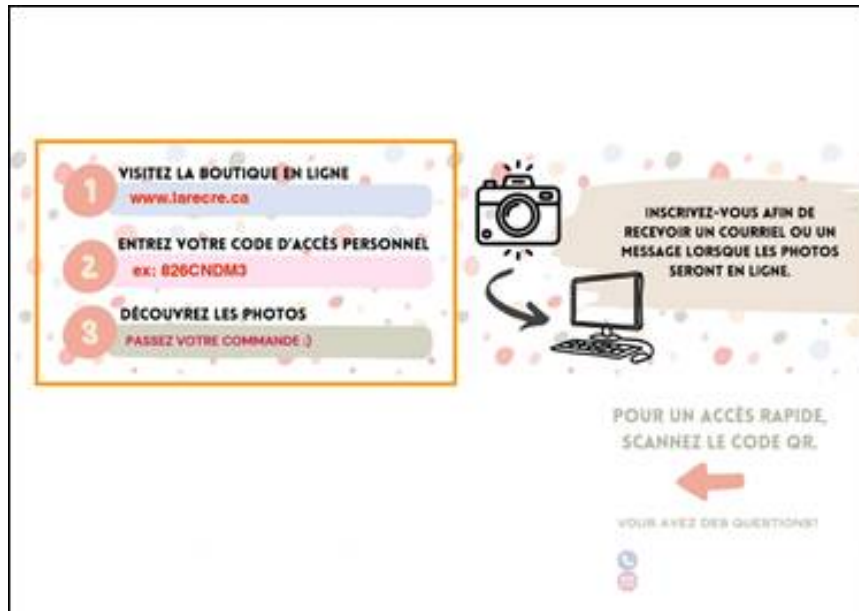 1
VISITEZ LA BOUTIQUE EN LIGNE
www.larecre.ca
2
ENTREZ VOTRE CODE D'ACCÈS PERSONNEL
ex: 826CNDM3
3
DÉCOUVREZ LES PHOTOS
PASSEZ VOTRE COMMANDE :)
INSCRIVEZ-VOUS AFIN DE
RECEVOIR UN COURRIEL OU UN
MESSAGE LORSQUE LES PHOTOS
SERONT EN LIGNE.
POUR UN ACCÈS RAPIDE,
SCANNEZ LE CODE QR.
VOUR AVEZ DES QUESTIONS?